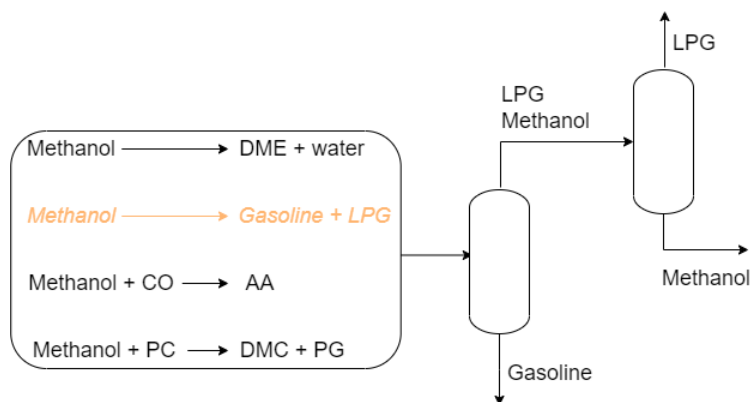 LPG
LPG
Methanol
Methanol DME + water
Methanol Gasoline + LPG
Methanol + CO AA
Methanol
Methanol + PC DMC + PG
Gasoline